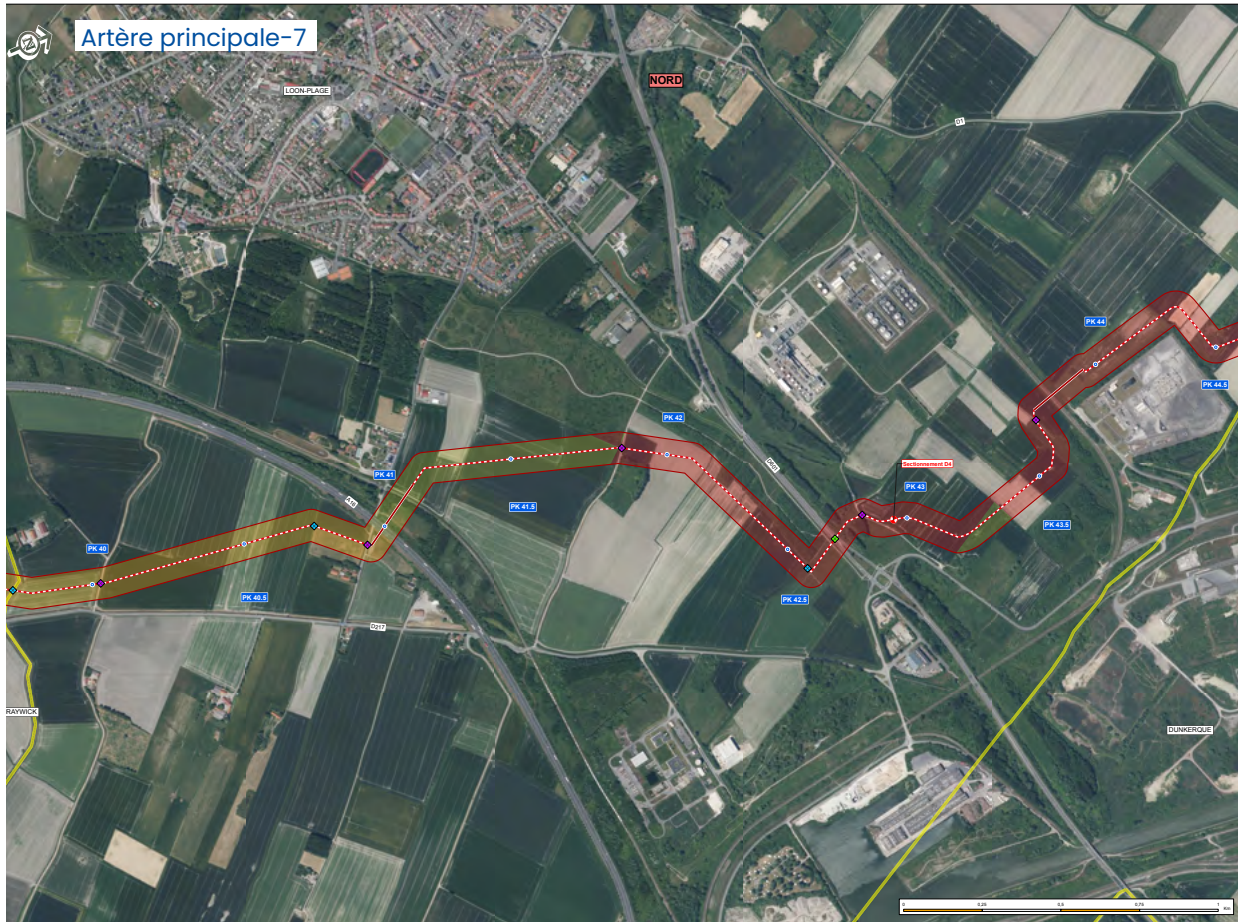 Artère principale-7
NORD
LOON-PLAGE
D1
PK 44
PK 44.5
PK 42
D601
PK 41
Sectionnement D4
PK 43
PK 41.5
PK 43.5
A16
PK 40
PK 40.5
PK 42.5
D217
RAYWICK
DUNKERQUE
0 0,25 0,5 0,75 1
Km